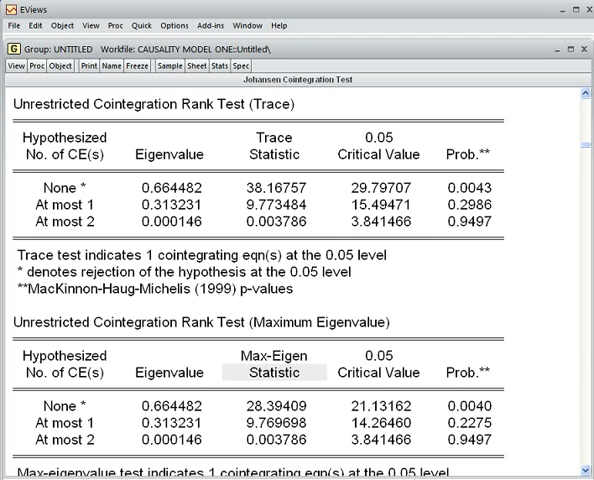 EViews
File Edit Object View Proc Quick Options Add-ins Window Help
G Group: UNTITLED Workfile: CAUSALITY MODEL ONE::Untitled\
View Proc Object Print Name Freeze Sample Sheet Stats Spec
Johansen Cointegration Test
Unrestricted Cointegration Rank Test (Trace)
Hypothesized Trace 0.05
No. of CE(s) Eigenvalue Statistic Critical Value Prob.**
None * 0.664482 38.16757 29.79707 0.0043
At most 1 0.313231 9.773484 15.49471 0.2986
At most 2 0.000146 0.003786 3.841466 0.9497
Trace test indicates 1 cointegrating eqn(s) at the 0.05 level
* denotes rejection of the hypothesis at the 0.05 level
**MacKinnon-Haug-Michelis (1999) p-values
Unrestricted Cointegration Rank Test (Maximum Eigenvalue)
Hypothesized Max-Eigen 0.05
No. of CE(s) Eigenvalue Statistic Critical Value Prob.**
None * 0.664482 28.39409 21.13162 0.0040
At most 1 0.313231 9.769698 14.26460 0.2275
At most 2 0.000146 0.003786 3.841466 0.9497
Max-eigenvalue test indicates 1 cointegrating eqn(s) at the 0.05 level